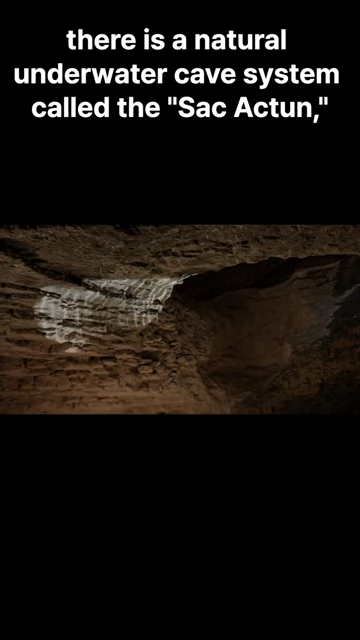 there is a natural
underwater cave system
called the "Sac Actun,"